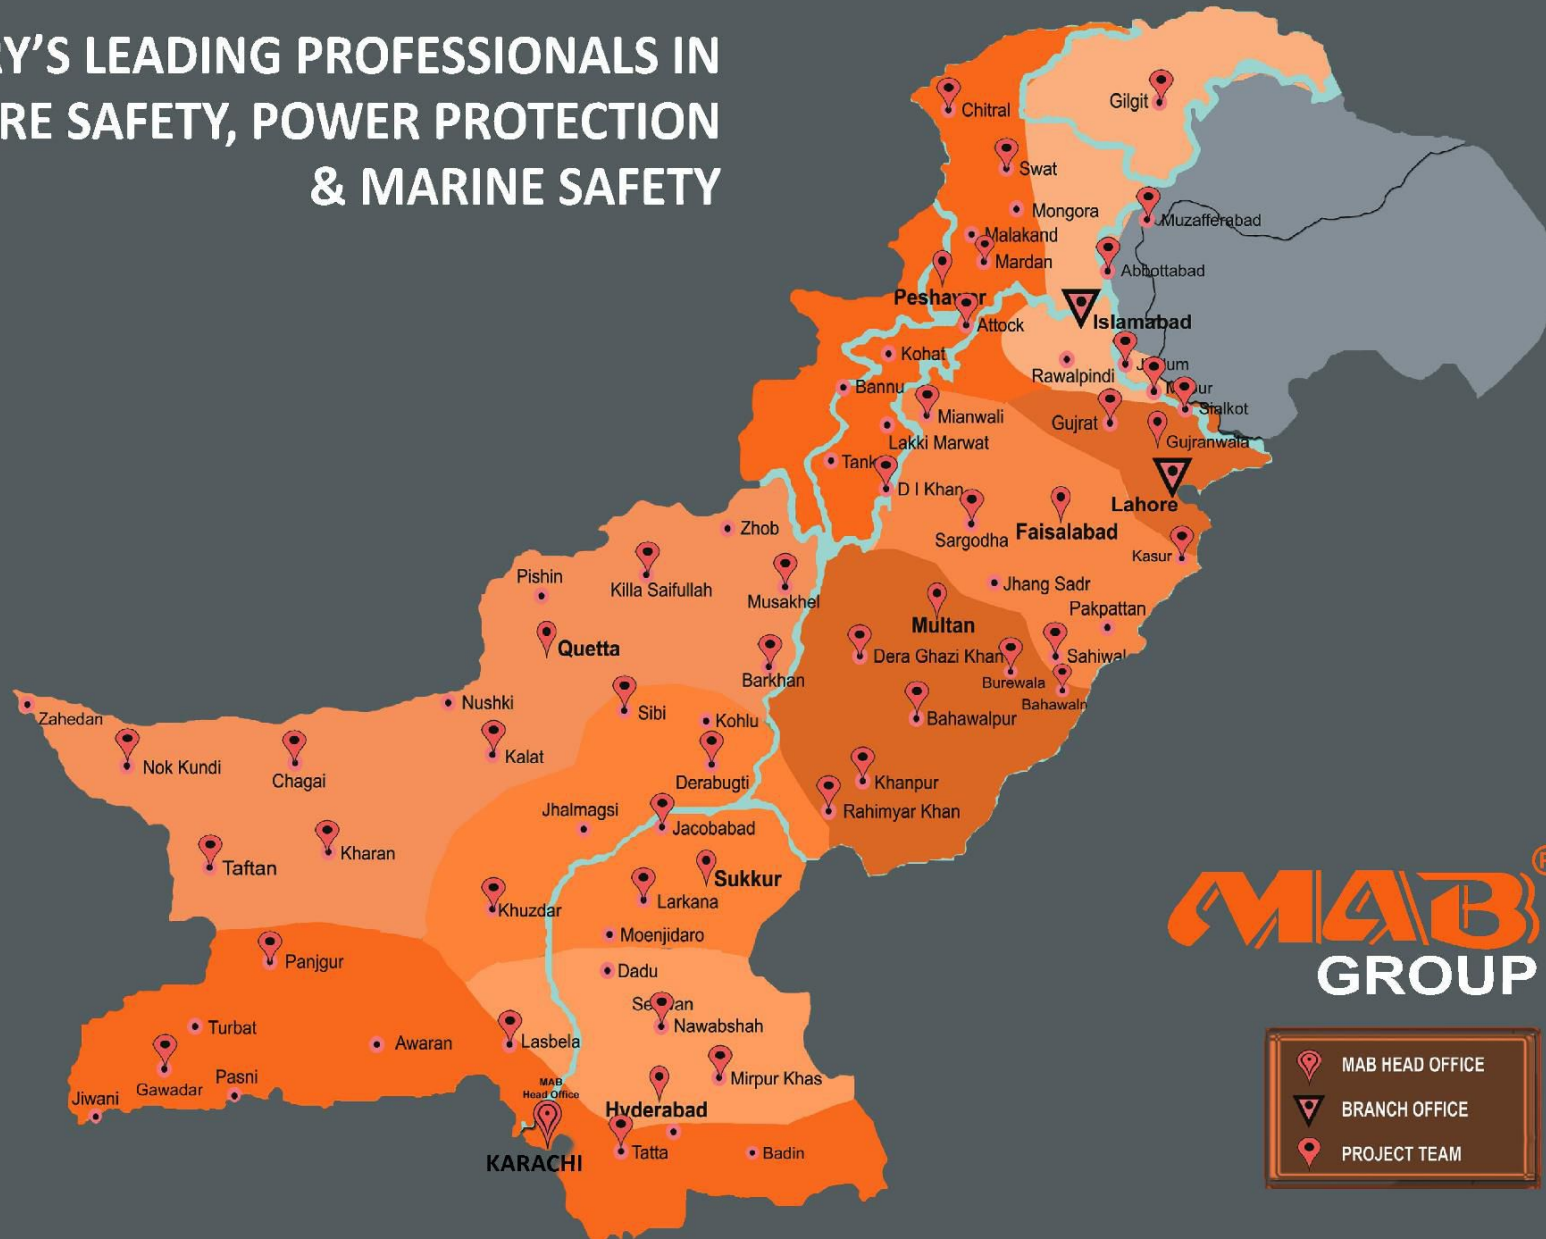 RY'S LEADING PROFESSIONALS IN
RE SAFETY, POWER PROTECTION
& MARINE SAFETY
Chitral
Gilgit
Swat
Mongora
Muzafferabad
Malakand
Mardan
Abbottabad
Peshawar
Attock
Islamabad
Kohat
Rawalpindi
Bannu
Mianwali
Sialkot
Gujrat
Lakki Marwat
Gujranwala
Tank
D I Khan
Lahore
Zhob
Sargodha
Faisalabad
Kasur
Pishin
Killa Saifullah
Musakhel
Jhang Sadr
Pakpattan
Multan
Quetta
Dera Ghazi Khan
Sahiwal
Barkhan
Burewala
Bahawaln
Zahedan
Nushki
Sibi
Kohlu
Bahawalpur
Nok Kundi
Chagai
Kalat
Derabugti
Khanpur
Jhalmagsi
Rahimyar Khan
Jacobabad
Taftan
Kharan
Sukkur
Khuzdar
Larkana
Moenjidaro
Panjgur
Dadu
Nawabshah
Turbat
Awaran
Lasbela
Gawadar
Pasni
Mirpur Khas
Jiwani
MAB
Head Office
Hyderabad
KARACHI
Tatta
Badin
MAB®
GROUP
MAB HEAD OFFICE
BRANCH OFFICE
PROJECT TEAM